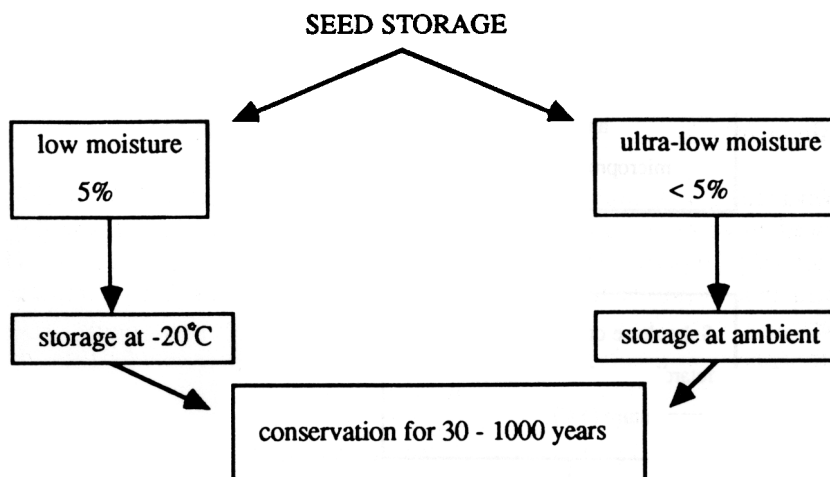 SEED STORAGE
low moisture
5%
ultra-low moisture
< 5%
storage at -20°C
storage at ambient
conservation for 30 - 1000 years